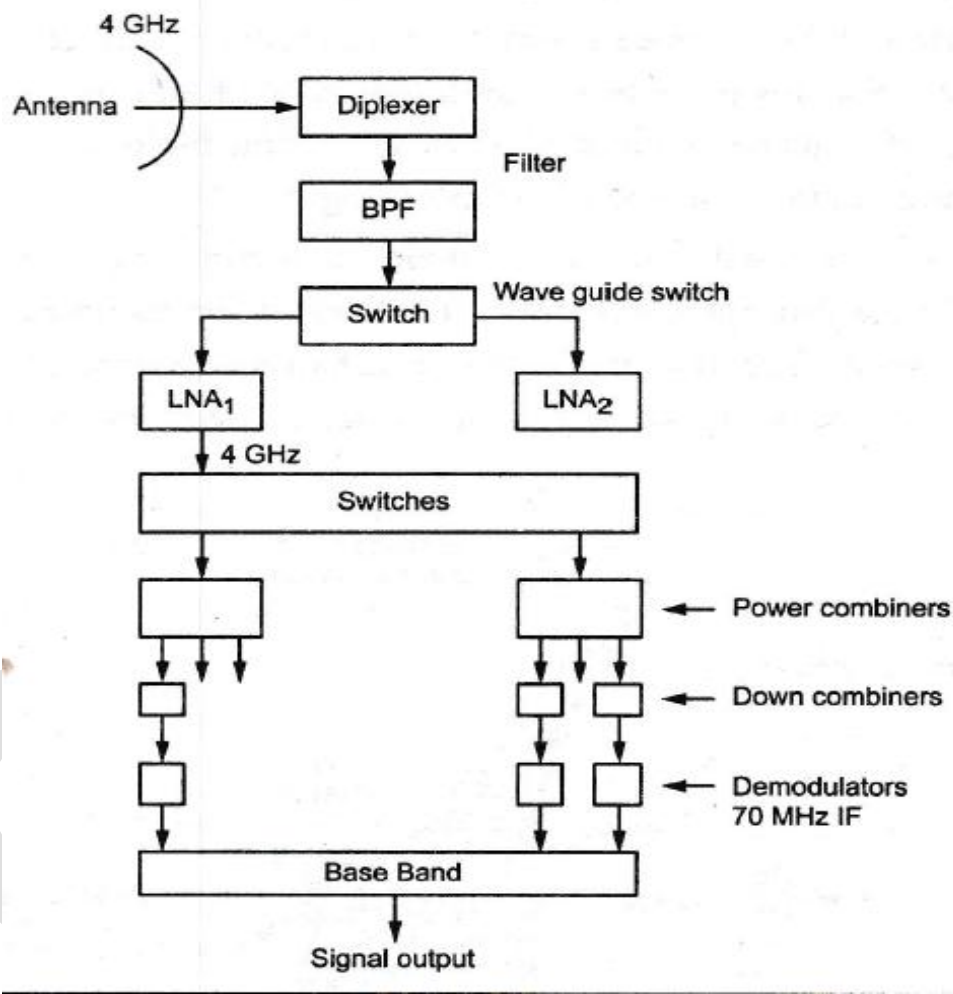 4 GHz
Antenna
Diplexer
Filter
BPF
Wave guide switch
Switch
LNA1
LNA2
4 GHz
Switches
Power combiners
Down combiners
Demodulators
70 MHz IF
Base Band
Signal output